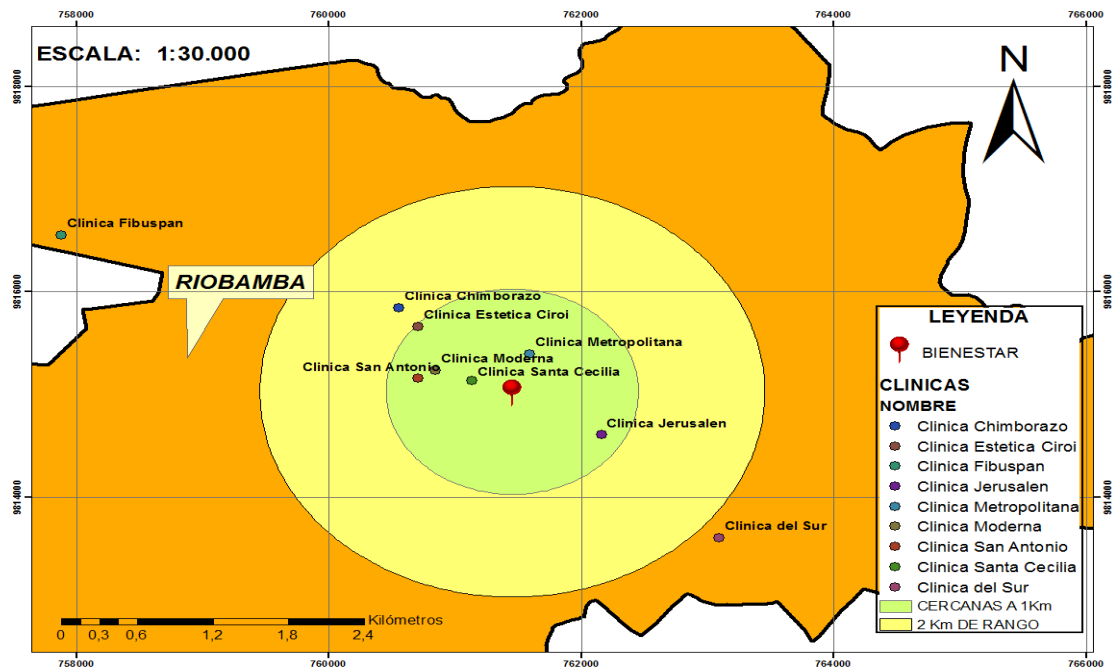 758000 760000 762000 764000 766000
ESCALA: 1:30.000
N
9818000 9818000
Clinica Fibuspan
RIOBAMBA
9816000 9816000
Clinica Chimborazo
Clinica Estetica Ciroi
Clinica Metropolitana
Clinica Moderna
Clinica San Antonio
Clinica Santa Cecilia
Clinica Jerusalen
9814000 9814000
Clinica del Sur
LEYENDA
BIENESTAR
CLINICAS
NOMBRE
Clinica Chimborazo
Clinica Estetica Ciroi
Clinica Fibuspan
Clinica Jerusalen
Clinica Metropolitana
Clinica Moderna
Clinica San Antonio
Clinica Santa Cecilia
Clinica del Sur
CERCANAS A 1Km
2 Km DE RANGO
Kilómetros
0 0,3 0,6 1,2 1,8 2,4
758000 760000 762000 764000 766000